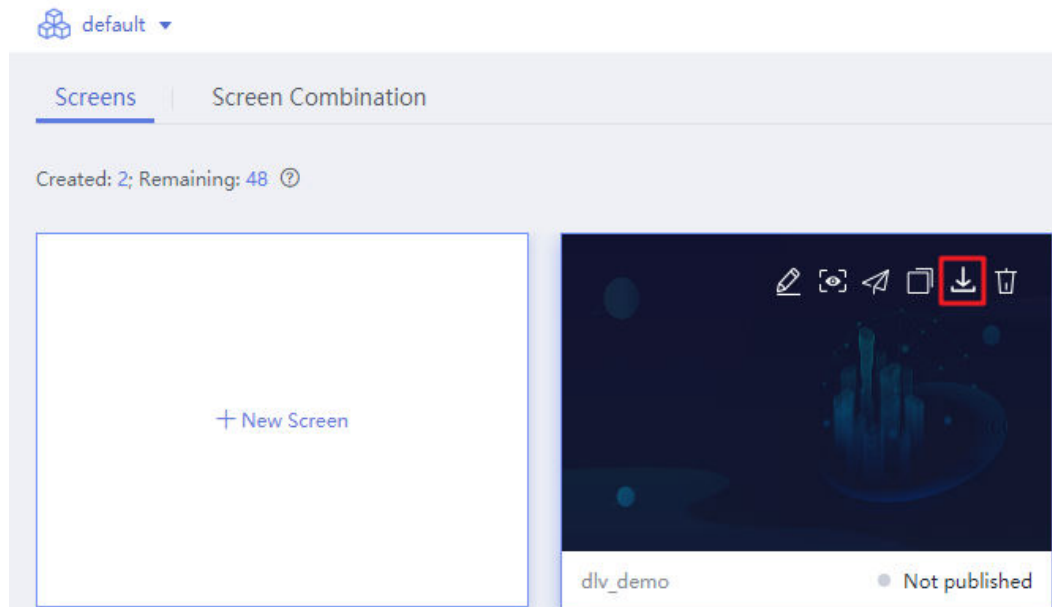 default
Screens Screen Combination
Created: 2; Remaining: 48
New Screen
dlv_demo Not published